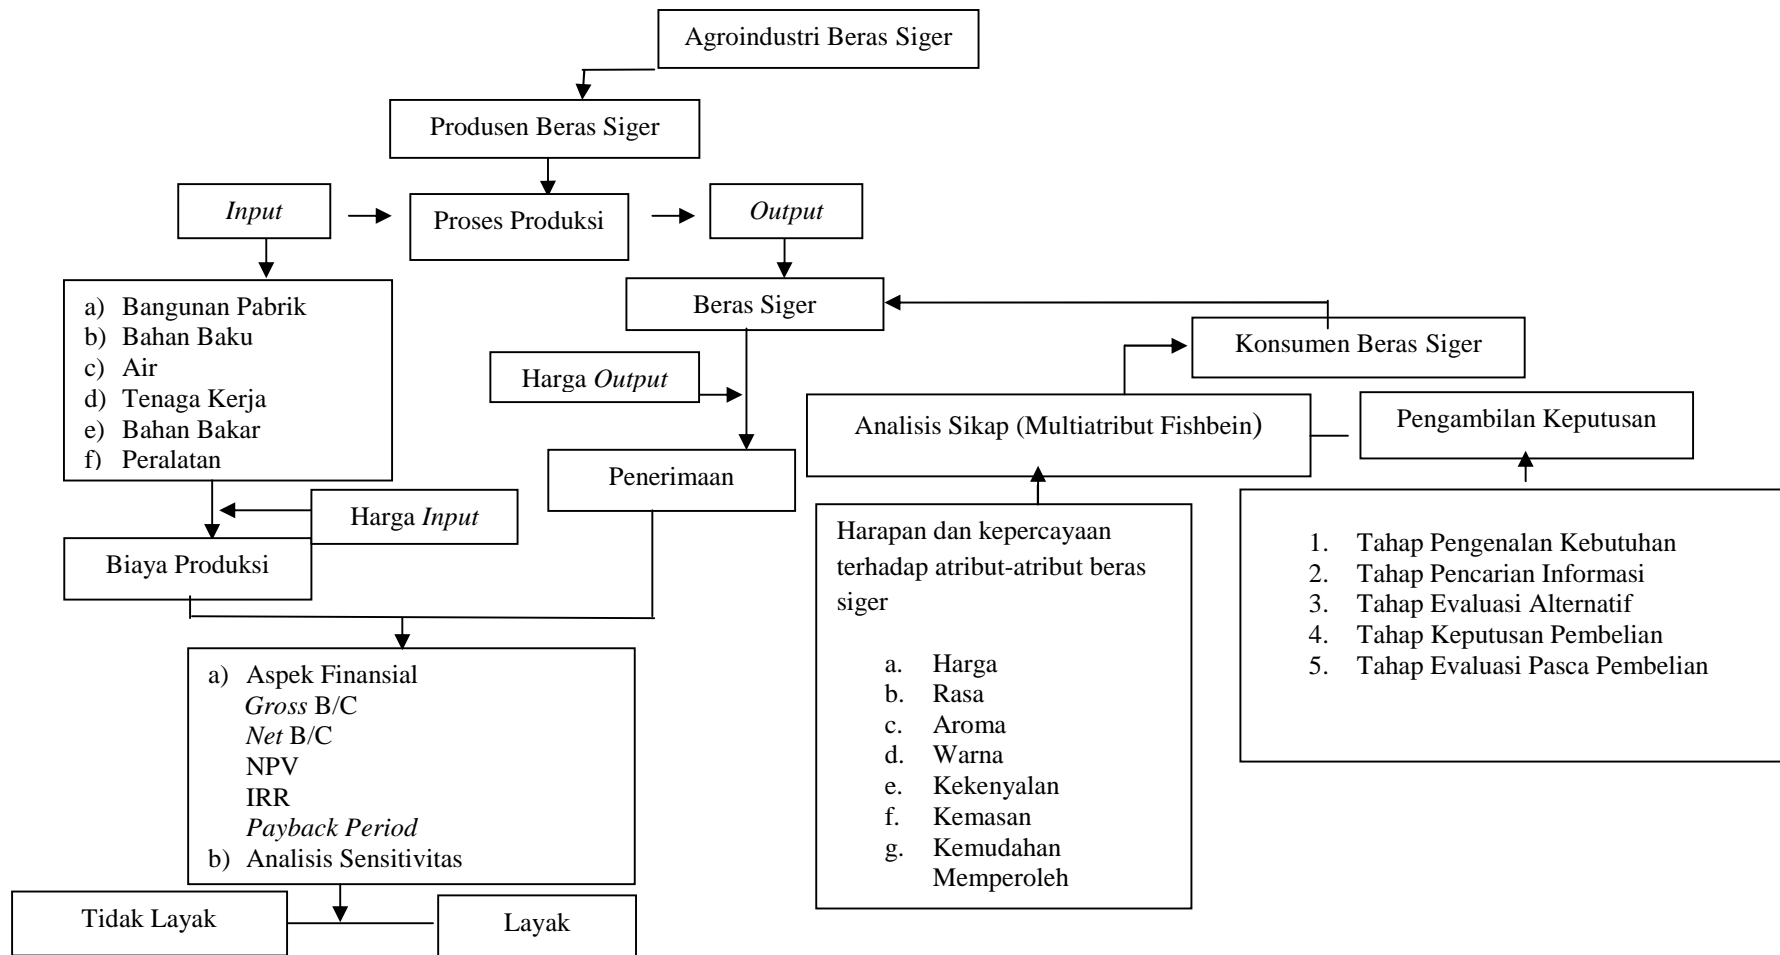 Agroindustri Beras Siger
Produsen Beras Siger
Input
Proses Produksi
Output
a) Bangunan Pabrik
b) Bahan Baku
c) Air
d) Tenaga Kerja
e) Bahan Bakar
f) Peralatan
Beras Siger
Konsumen Beras Siger
Harga Output
Analisis Sikap (Multiatribut Fishbein)
Pengambilan Keputusan
Penerimaan
Harga Input
Biaya Produksi
Harapan dan kepercayaan
terhadap atribut-atribut beras
siger
a. Harga
b. Rasa
c. Aroma
d. Warna
e. Kekenyalan
f. Kemasan
g. Kemudahan
Memperoleh
1. Tahap Pengenalan Kebutuhan
2. Tahap Pencarian Informasi
3. Tahap Evaluasi Alternatif
4. Tahap Keputusan Pembelian
5. Tahap Evaluasi Pasca Pembelian
a) Aspek Finansial
Gross B/C
Net B/C
NPV
IRR
Payback Period
b) Analisis Sensitivitas
Tidak Layak
Layak